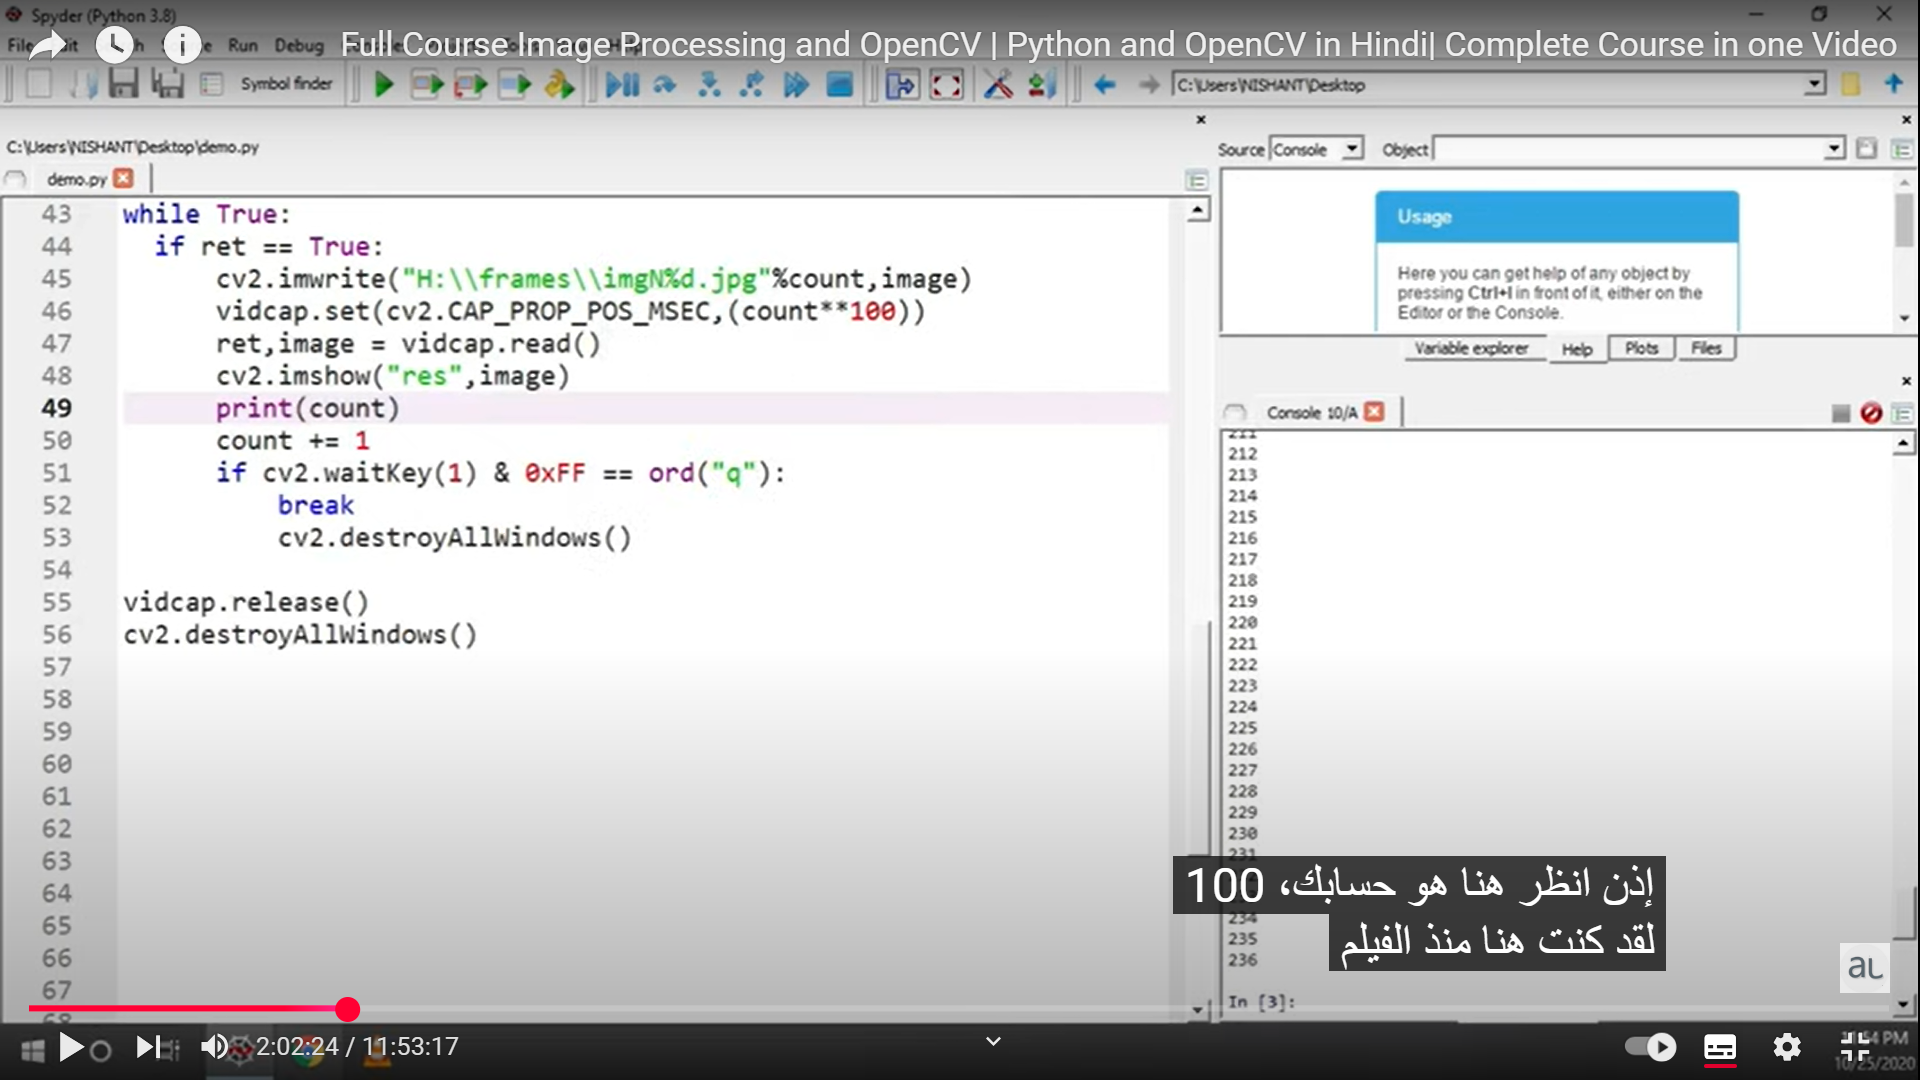 Spyder (Python 3.8)
Full Course Image Processing and OpenCV | Python and OpenCV in Hindi| Complete Course in one Video
Run Debug
Symbol finder
C:\Users\NISHANT\Desktop
C:\Users\NISHANT\Desktop\demo.py
demo.py
43 while True:
44 if ret == True:
45 cv2.imwrite("H:\\frames\\imgN%d.jpg"%count,image)
46 vidcap.set(cv2.CAP_PROP_POS_MSEC,(count**100))
47 ret,image = vidcap.read()
48 cv2.imshow("res",image)
49 print(count)
50 count += 1
51 if cv2.waitKey(1) & 0xFF == ord("q"):
52 break
53 cv2.destroyAllWindows()
54
55 vidcap.release()
56 cv2.destroyAllWindows()
57
58
59
60
61
62
63
64
65
66
67
68
Source Console Object
Usage
Here you can get help of any object by
pressing Ctrl+I in front of it, either on the
Editor or the Console.
Variable explorer Help Plots Files
Console 10/A
211
212
213
214
215
216
217
218
219
220
221
222
223
224
225
226
227
228
229
230
231
234
235
236
In [3]:
إذن انظر هنا هو حسابك، 100
لقد كنت هنا منذ الفيلم
aL
2:02:24 / 11:53:17
10/25/2020